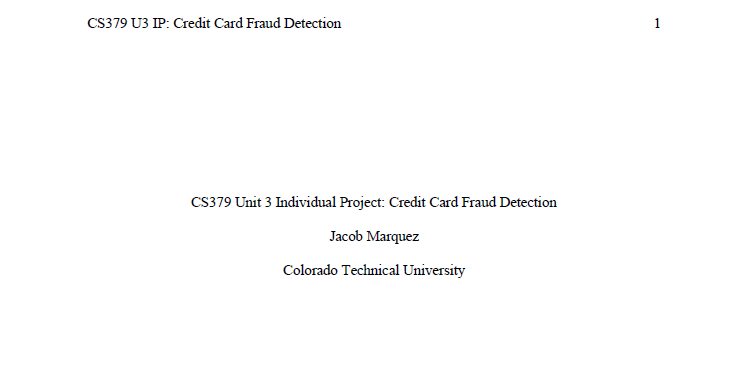 CS379 U3 IP: Credit Card Fraud Detection 1
CS379 Unit 3 Individual Project: Credit Card Fraud Detection
Jacob Marquez
Colorado Technical University